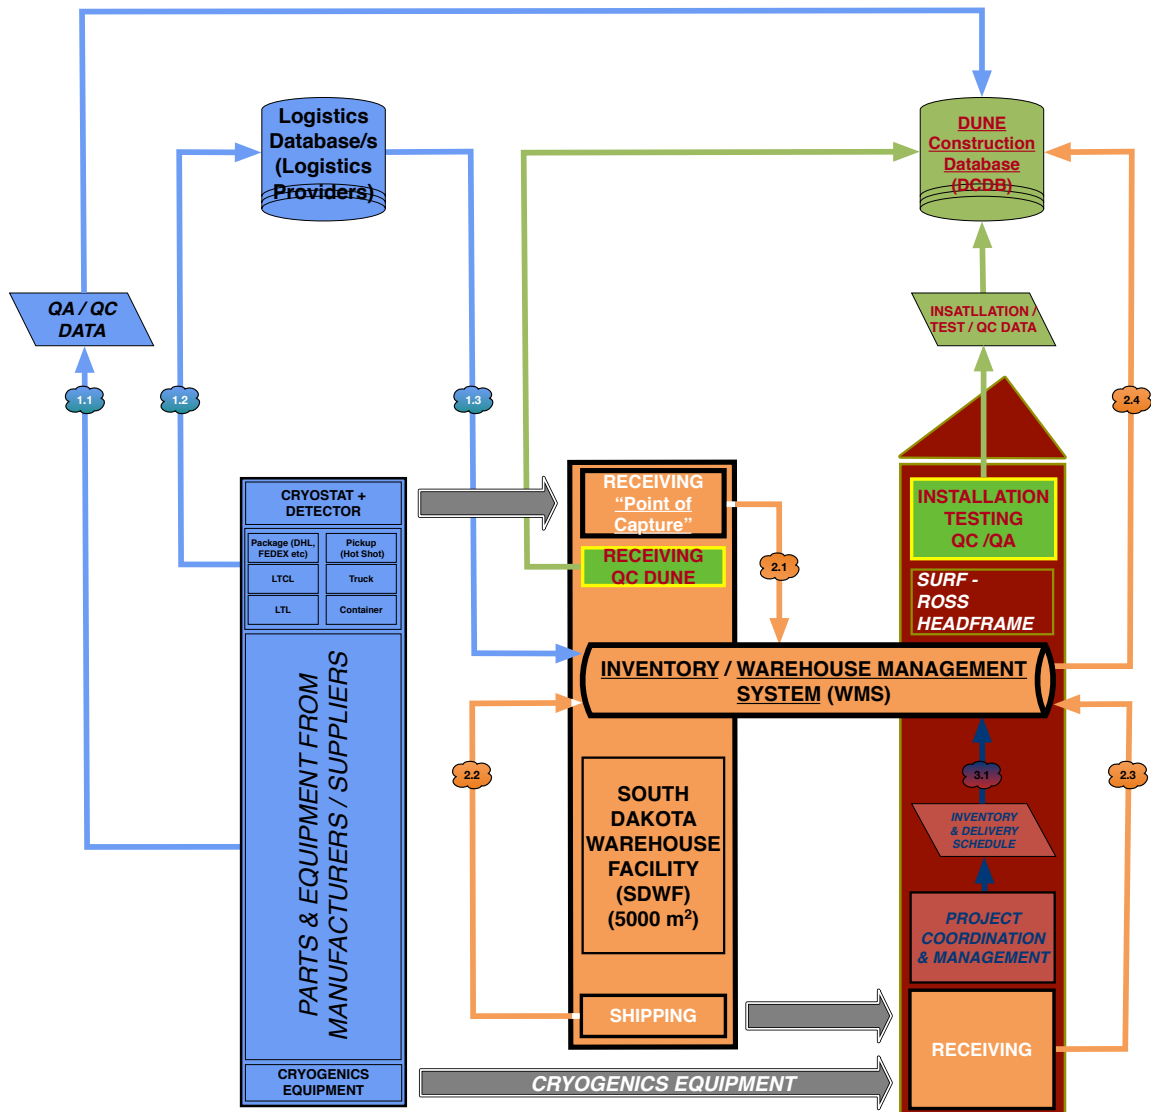 Logistics
Database/s
(Logistics
Providers)
DUNE
Construction
Database
(DCDB)
QA / QC
DATA
INSATLLATION /
TEST / QC DATA
1.1
1.2
1.3
2.4
CRYOSTAT +
DETECTOR
Package (DHL,
FEDEX etc)
Pickup
(Hot Shot)
LTCL
Truck
LTL
Container
PARTS & EQUIPMENT FROM
MANUFACTURERS / SUPPLIERS
CRYOGENICS
EQUIPMENT
RECEIVING
“Point of
Capture”
RECEIVING
QC DUNE
2.1
INSTALLATION
TESTING
QC /QA
SURF -
ROSS
HEADFRAME
INVENTORY / WAREHOUSE MANAGEMENT
SYSTEM (WMS)
2.2
3.1
2.3
SOUTH
DAKOTA
WAREHOUSE
FACILITY
(SDWF)
(5000 m²)
INVENTORY
& DELIVERY
SCHEDULE
PROJECT
COORDINATION
& MANAGEMENT
SHIPPING
RECEIVING
CRYOGENICS EQUIPMENT